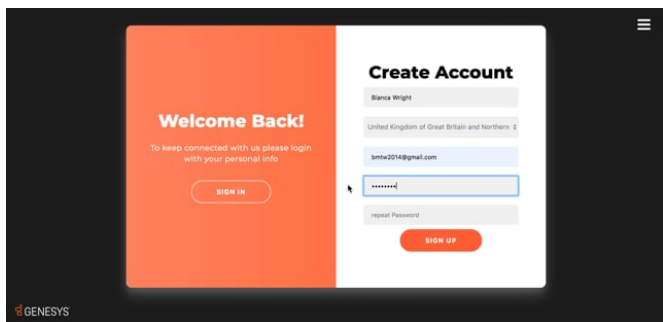 Welcome Back!
To keep connected with us please login
with your personal info
SIGN IN
Create Account
Bianca Wright
United Kingdom of Great Britain and Northern
bmtw2014@gmail.com
••••••••
repeat Password
SIGN UP
GENESYS